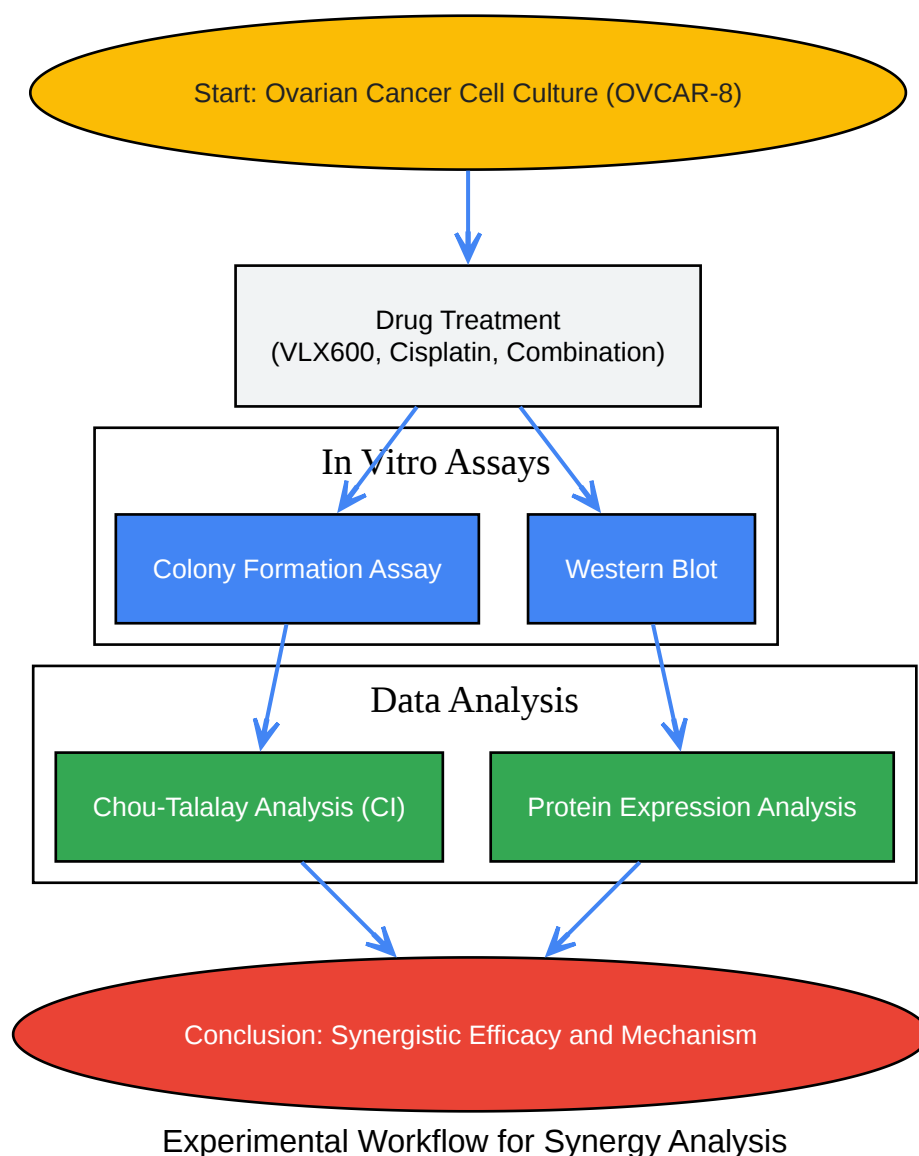 Start: Ovarian Cancer Cell Culture (OVCAR-8)
Drug Treatment
(VLX600, Cisplatin, Combination)
In Vitro Assays
Colony Formation Assay
Western Blot
Data Analysis
Chou-Talalay Analysis (CI)
Protein Expression Analysis
Conclusion: Synergistic Efficacy and Mechanism
Experimental Workflow for Synergy Analysis